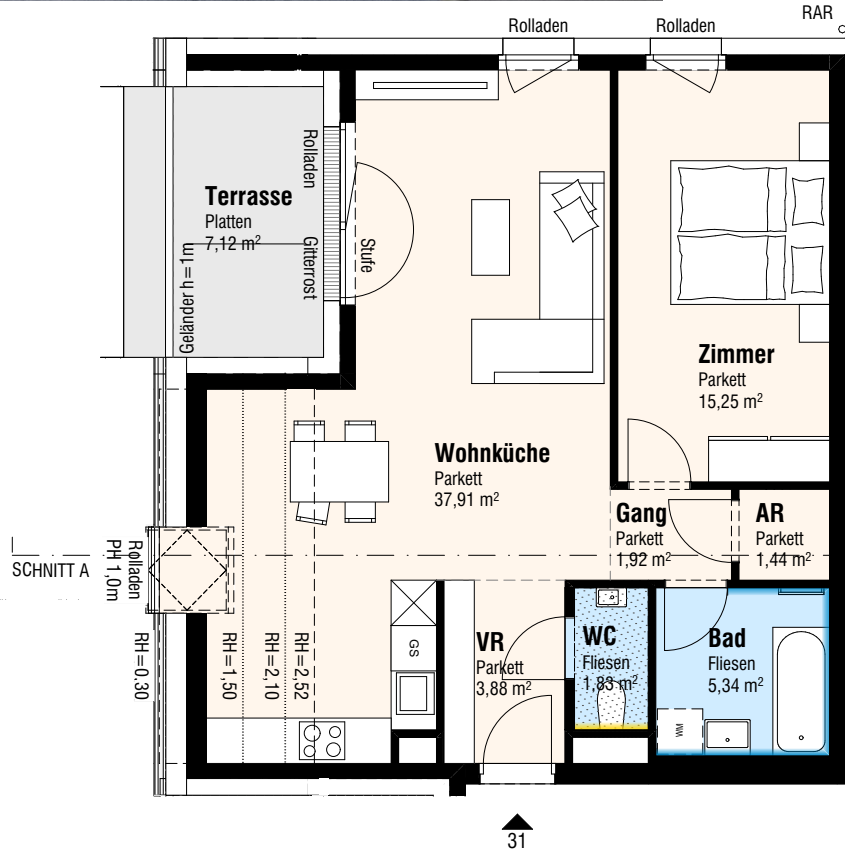 Rolladen
Rolladen
RAR
Rolladen
Terrasse
Platten
7,12 m²
Gitterrost
Stufe
Geländer h=1m
Zimmer
Parkett
15,25 m²
Wohnküche
Parkett
37,91 m²
Gang
Parkett
1,92 m²
AR
Parkett
1,44 m²
SCHNITT A
Rolladen
PH 1,0m
RH=0,30
RH=1,50
RH=2,10
RH=2,52
GS
VR
Parkett
3,88 m²
WC
Fliesen
1,83 m²
Bad
Fliesen
5,34 m²
WM
31